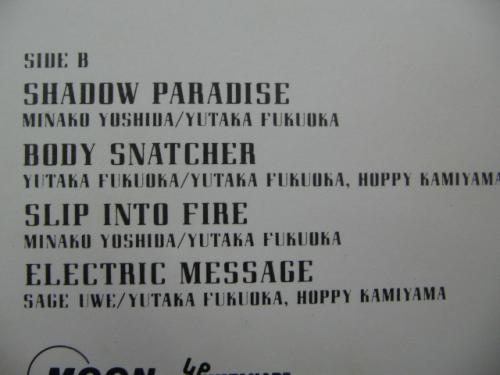 SIDE B
SHADOW PARADISE
MINAKO YOSHIDA/YUTAKA FUKUOKA
BODY SNATCHER
YUTAKA FUKUOKA/YUTAKA FUKUOKA, HOPPY KAMIYAMA
SLIP INTO FIRE
MINAKO YOSHIDA/YUTAKA FUKUOKA
ELECTRIC MESSAGE
SAGE UWE/YUTAKA FUKUOKA, HOPPY KAMIYAMA
MOON